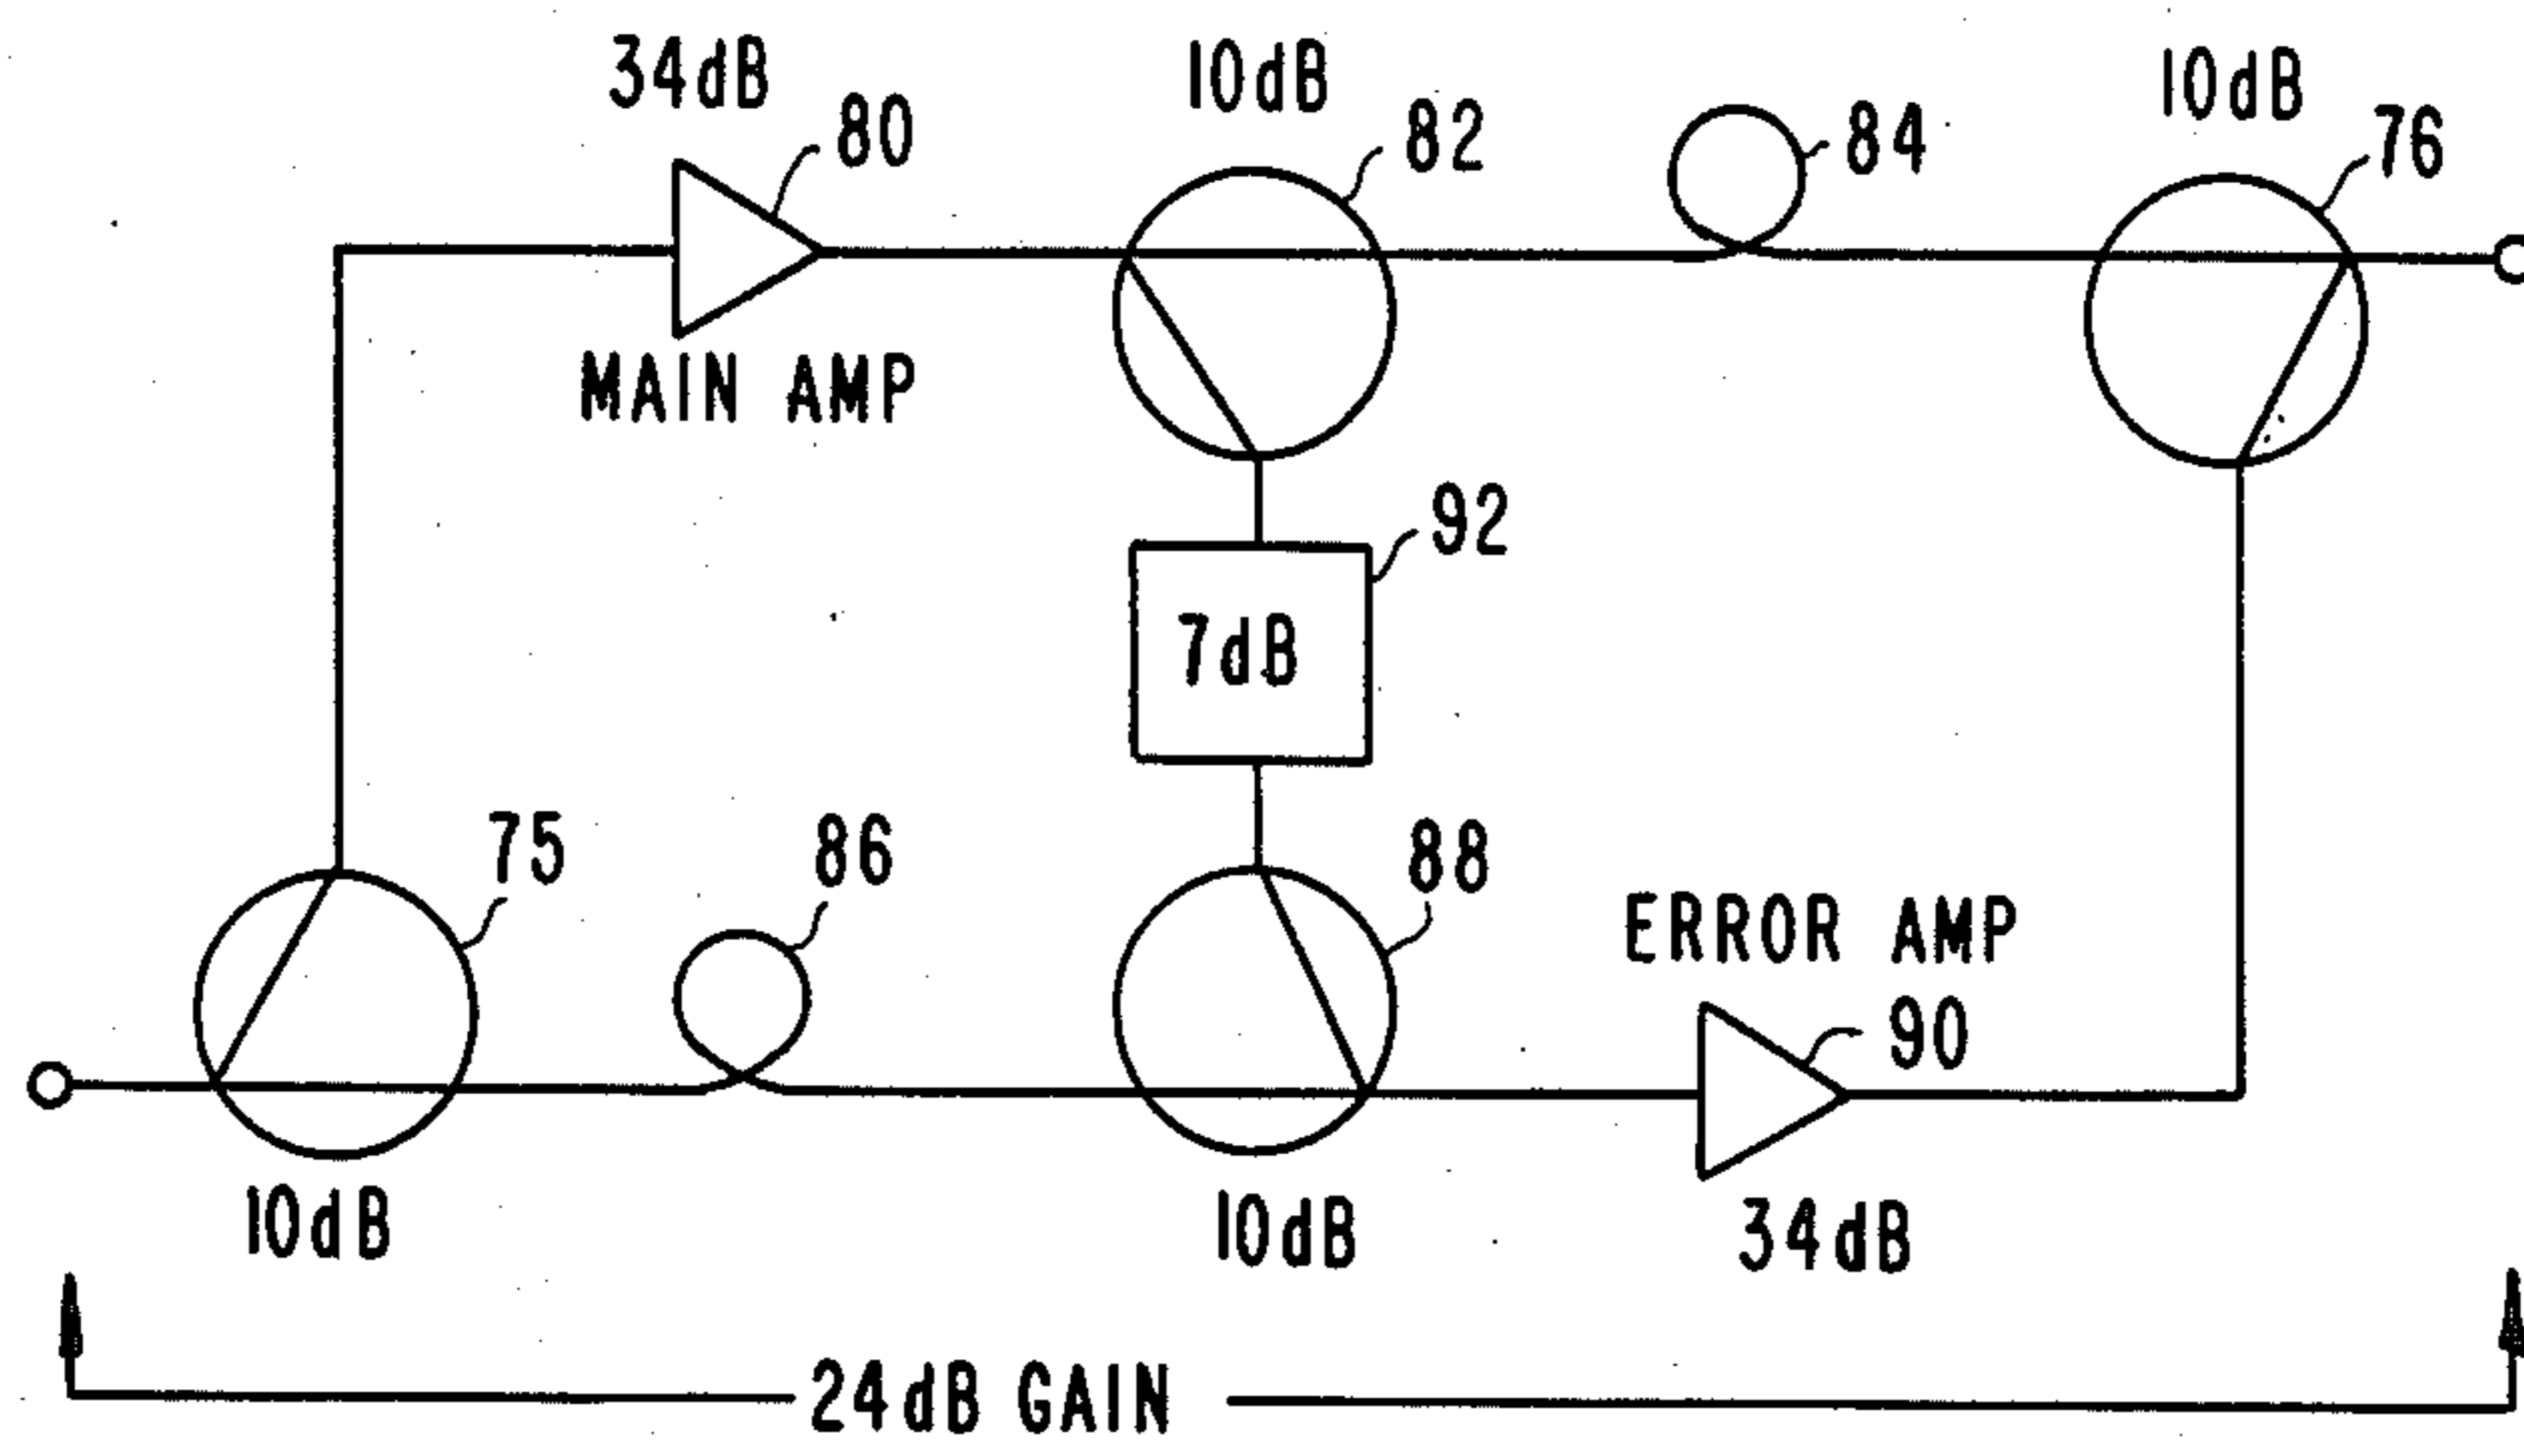 34dB
80
10dB
82
84
10dB
76
MAIN AMP
92
7dB
75
86
88
ERROR AMP
90
10dB
10dB
34dB
24dB GAIN